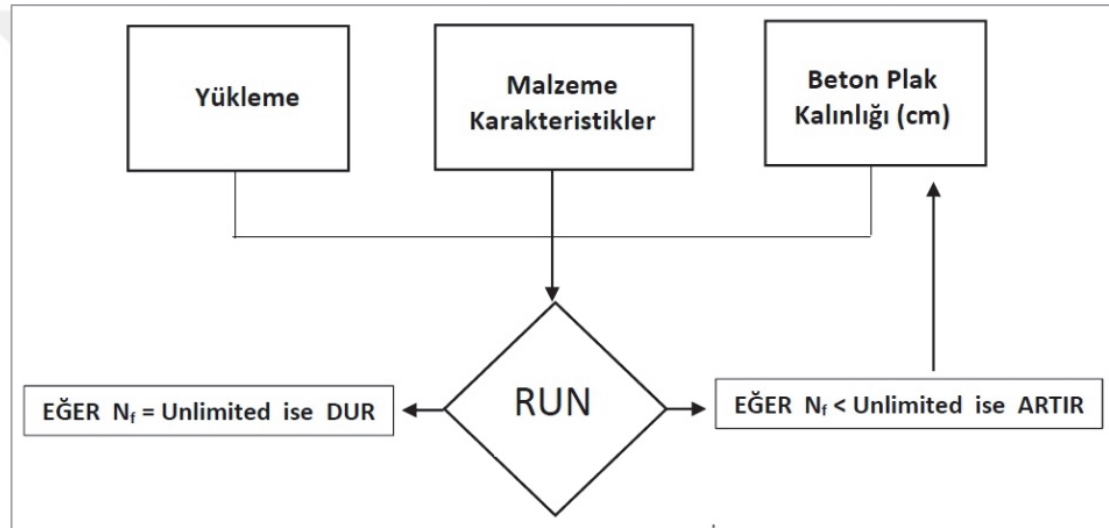 Yükleme
Malzeme
Karakteristikler
Beton Plak
Kalınlığı (cm)
RUN
EĞER Nf = Unlimited ise DUR
EĞER Nf < Unlimited ise ARTIR